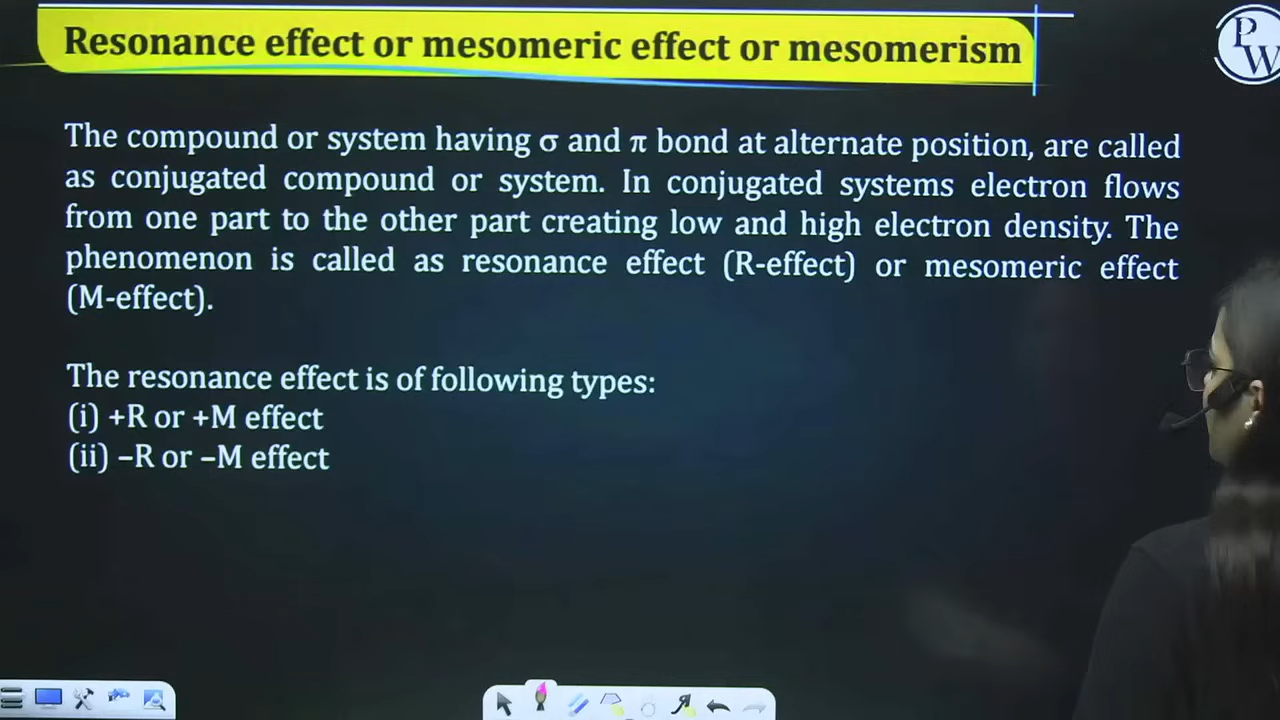 Resonance effect or mesomeric effect or mesomerism
PW
The compound or system having σ and π bond at alternate position, are called
as conjugated compound or system. In conjugated systems electron flows
from one part to the other part creating low and high electron density. The
phenomenon is called as resonance effect (R-effect) or mesomeric effect
(M-effect).
The resonance effect is of following types:
(i) +R or +M effect
(ii) –R or –M effect